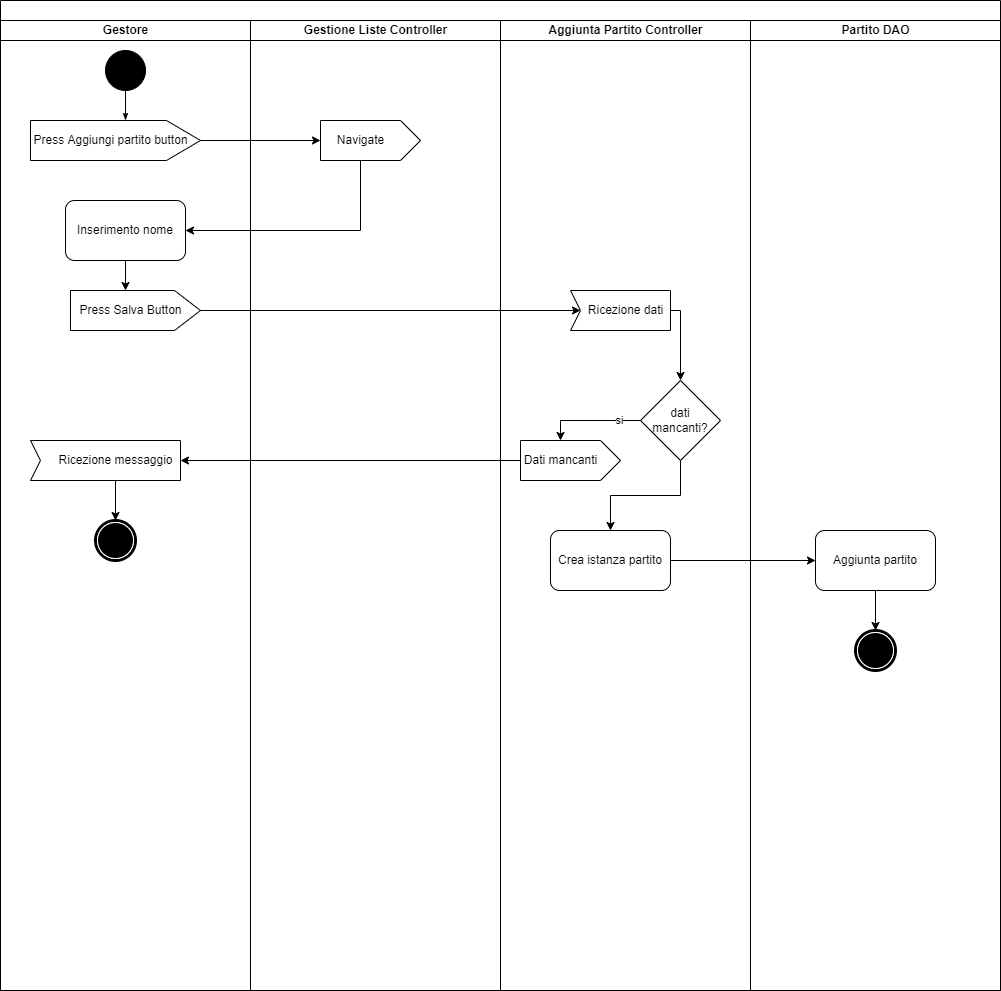 Gestore
Gestione Liste Controller
Aggiunta Partito Controller
Partito DAO
Press Aggiungi partito button
Navigate
Inserimento nome
Press Salva Button
Ricezione dati
dati
mancanti?
si
Ricezione messaggio
Dati mancanti
Crea istanza partito
Aggiunta partito